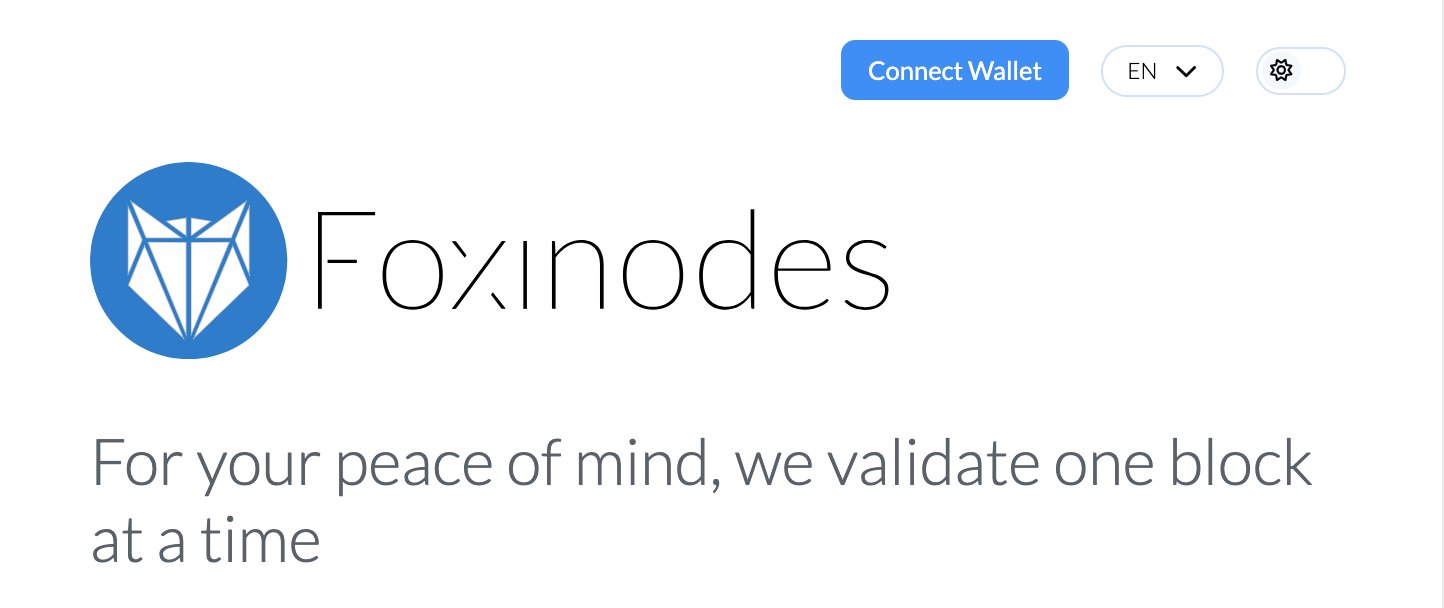 Connect Wallet
EN
Foxinodes
For your peace of mind, we validate one block
at a time